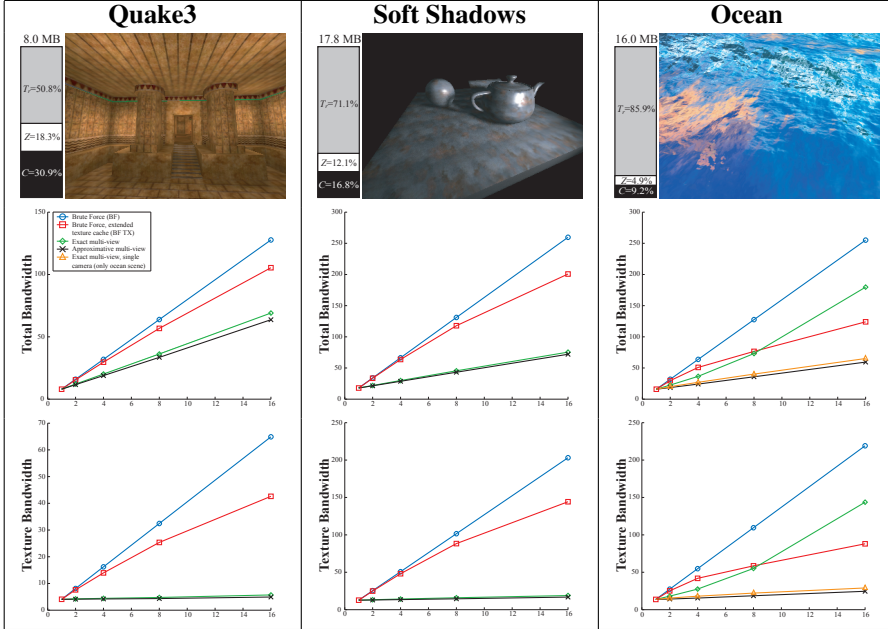 Quake3
Soft Shadows
Ocean
8.0 MB
Tr=50.8%
Z=18.3%
C=30.9%
17.8 MB
Tr=71.1%
Z=12.1%
C=16.8%
16.0 MB
Tr=85.9%
Z=4.9%
C=9.2%
Total Bandwidth
150
100
50
0
0 2 4 6 8 10 12 14 16
Brute Force (BF)
Brute Force, extended
texture cache (BF TX)
Exact multi-view
Approximative multi-view
Exact multi-view, single
camera (only ocean scene)
Total Bandwidth
300
250
200
150
100
50
0
0 2 4 6 8 10 12 14 16
Total Bandwidth
300
250
200
150
100
50
0
0 2 4 6 8 10 12 14 16
Texture Bandwidth
70
60
50
40
30
20
10
0
0 2 4 6 8 10 12 14 16
Texture Bandwidth
250
200
150
100
50
0
0 2 4 6 8 10 12 14 16
Texture Bandwidth
250
200
150
100
50
0
0 2 4 6 8 10 12 14 16